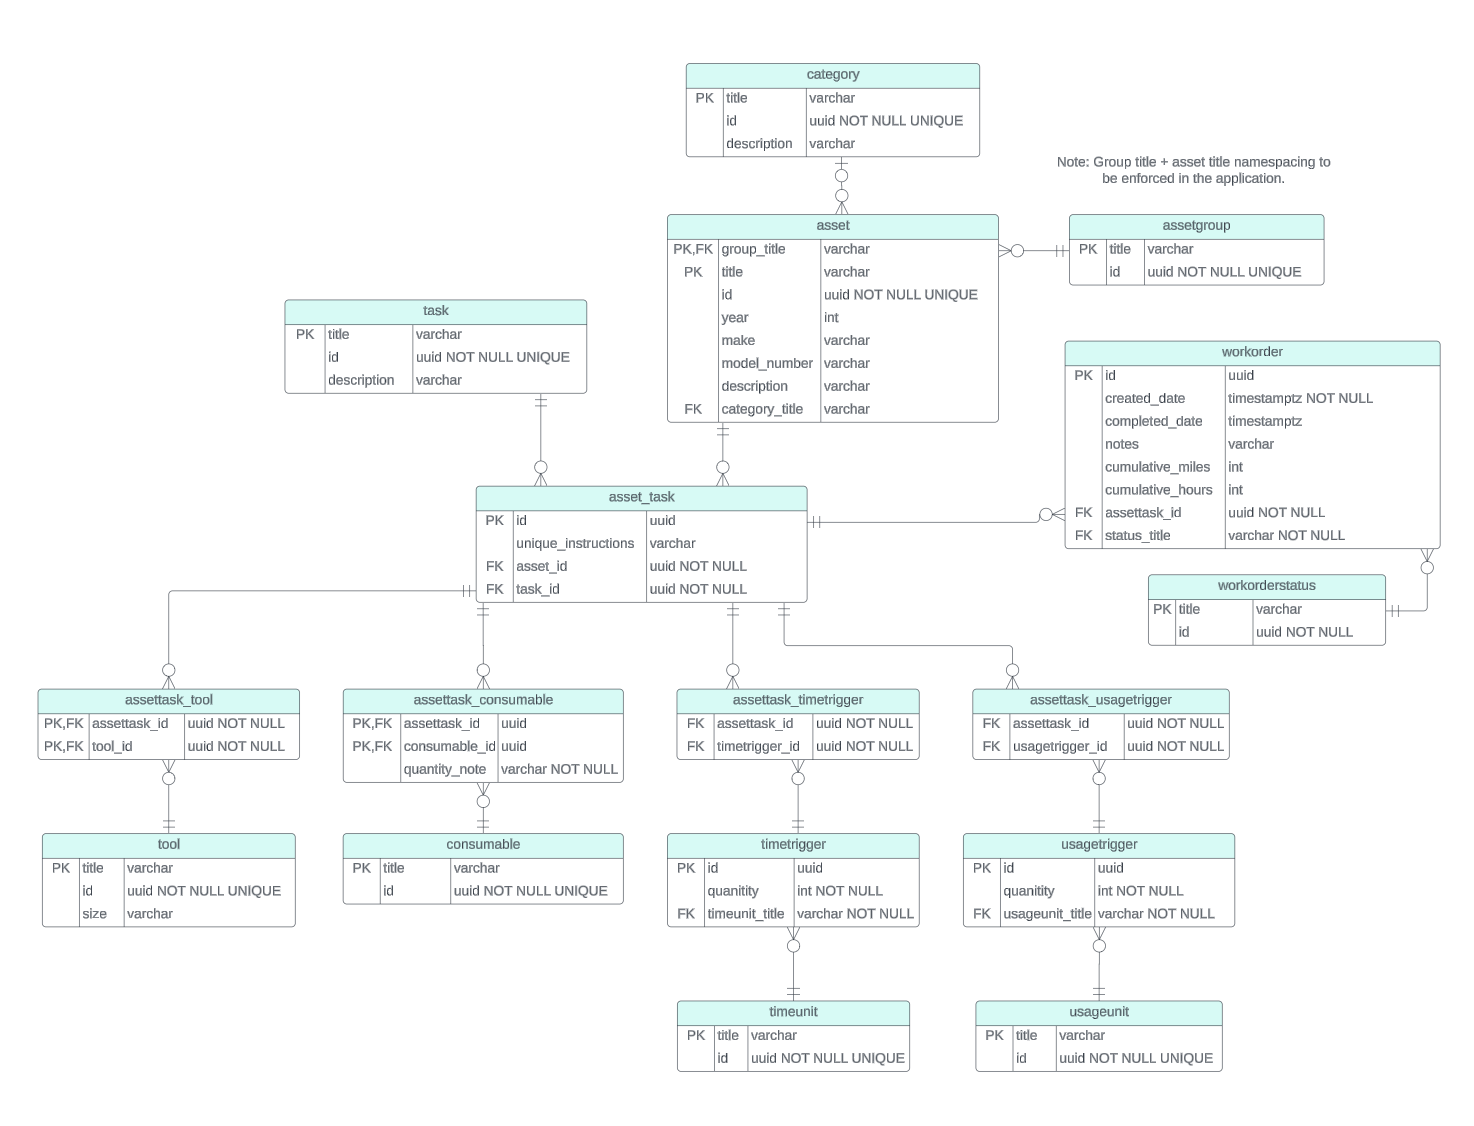 category
PK title varchar
id uuid NOT NULL UNIQUE
description varchar
Note: Group title + asset title namespacing to
be enforced in the application.
asset
PK,FK group_title varchar
PK title varchar
id uuid NOT NULL UNIQUE
year int
make varchar
model_number varchar
description varchar
FK category_title varchar
assetgroup
PK title varchar
id uuid NOT NULL UNIQUE
task
PK title varchar
id uuid NOT NULL UNIQUE
description varchar
workorder
PK id uuid
created_date timestamptz NOT NULL
completed_date timestamptz
notes varchar
cumulative_miles int
cumulative_hours int
FK assettask_id uuid NOT NULL
FK status_title varchar NOT NULL
asset_task
PK id uuid
unique_instructions varchar
FK asset_id uuid NOT NULL
FK task_id uuid NOT NULL
workorderstatus
PK title varchar
id uuid NOT NULL
assettask_tool
PK,FK assettask_id uuid NOT NULL
PK,FK tool_id uuid NOT NULL
assettask_consumable
PK,FK assettask_id uuid
PK,FK consumable_id uuid
quantity_note varchar NOT NULL
assettask_timetrigger
FK assettask_id uuid NOT NULL
FK timetrigger_id uuid NOT NULL
assettask_usagetrigger
FK assettask_id uuid NOT NULL
FK usagetrigger_id uuid NOT NULL
tool
PK title varchar
id uuid NOT NULL UNIQUE
size varchar
consumable
PK title varchar
id uuid NOT NULL UNIQUE
timetrigger
PK id uuid
quanitity int NOT NULL
FK timeunit_title varchar NOT NULL
usagetrigger
PK id uuid
quanitity int NOT NULL
FK usageunit_title varchar NOT NULL
timeunit
PK title varchar
id uuid NOT NULL UNIQUE
usageunit
PK title varchar
id uuid NOT NULL UNIQUE